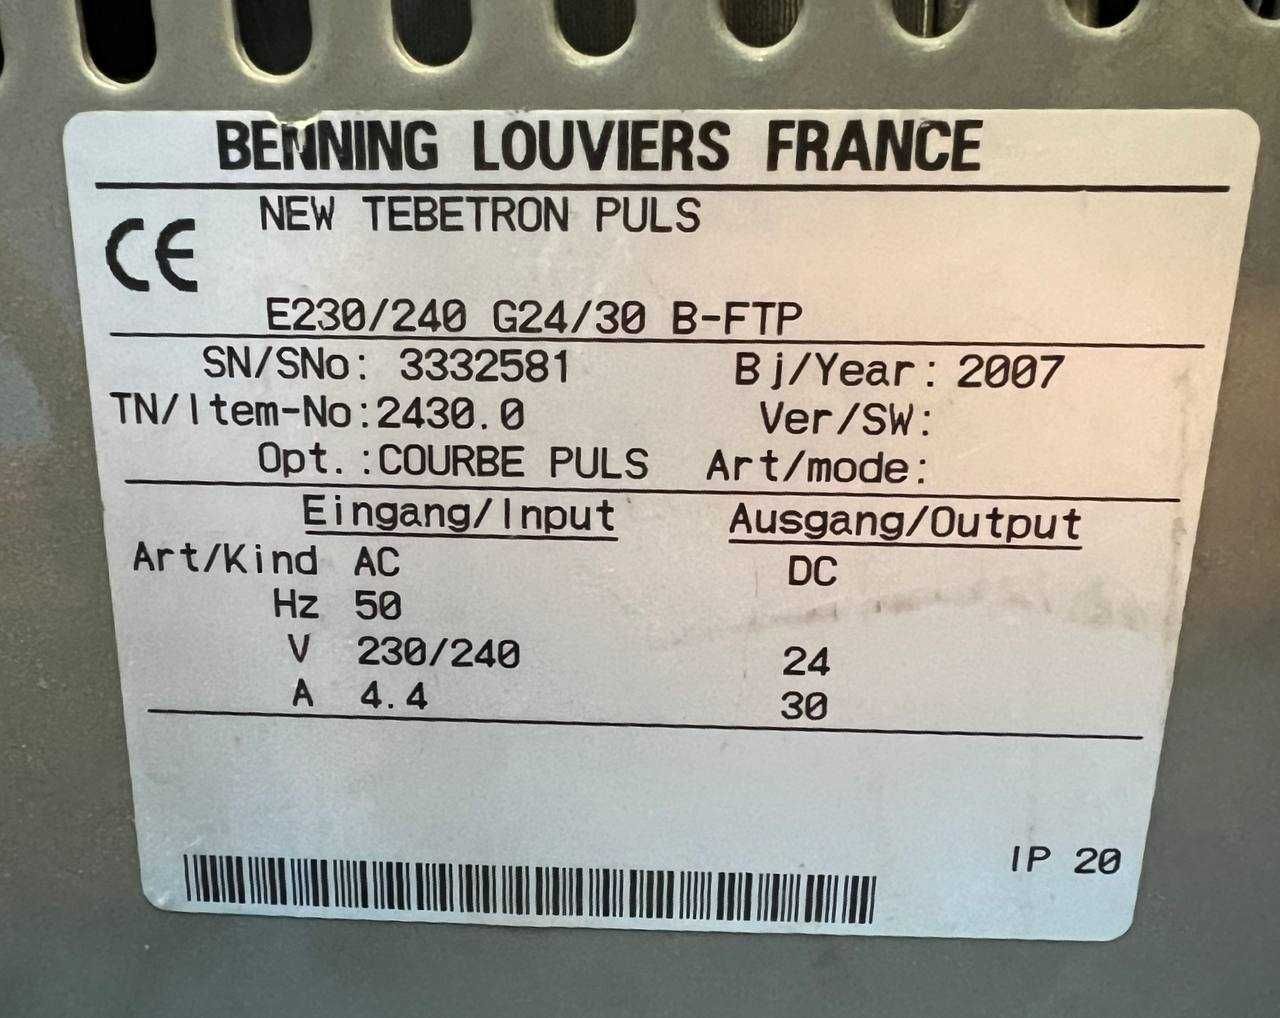 BENNING LOUVIERS FRANCE
CE NEW TEBETRON PULS
E230/240 G24/30 B-FTP
SN/SNo: 3332581 Bj/Year: 2007
TN/Item-No:2430.0 Ver/SW:
Opt.:COURBE PULS Art/mode:
Eingang/Input Ausgang/Output
Art/Kind AC DC
Hz 50
V 230/240 24
A 4.4 30
IP 20